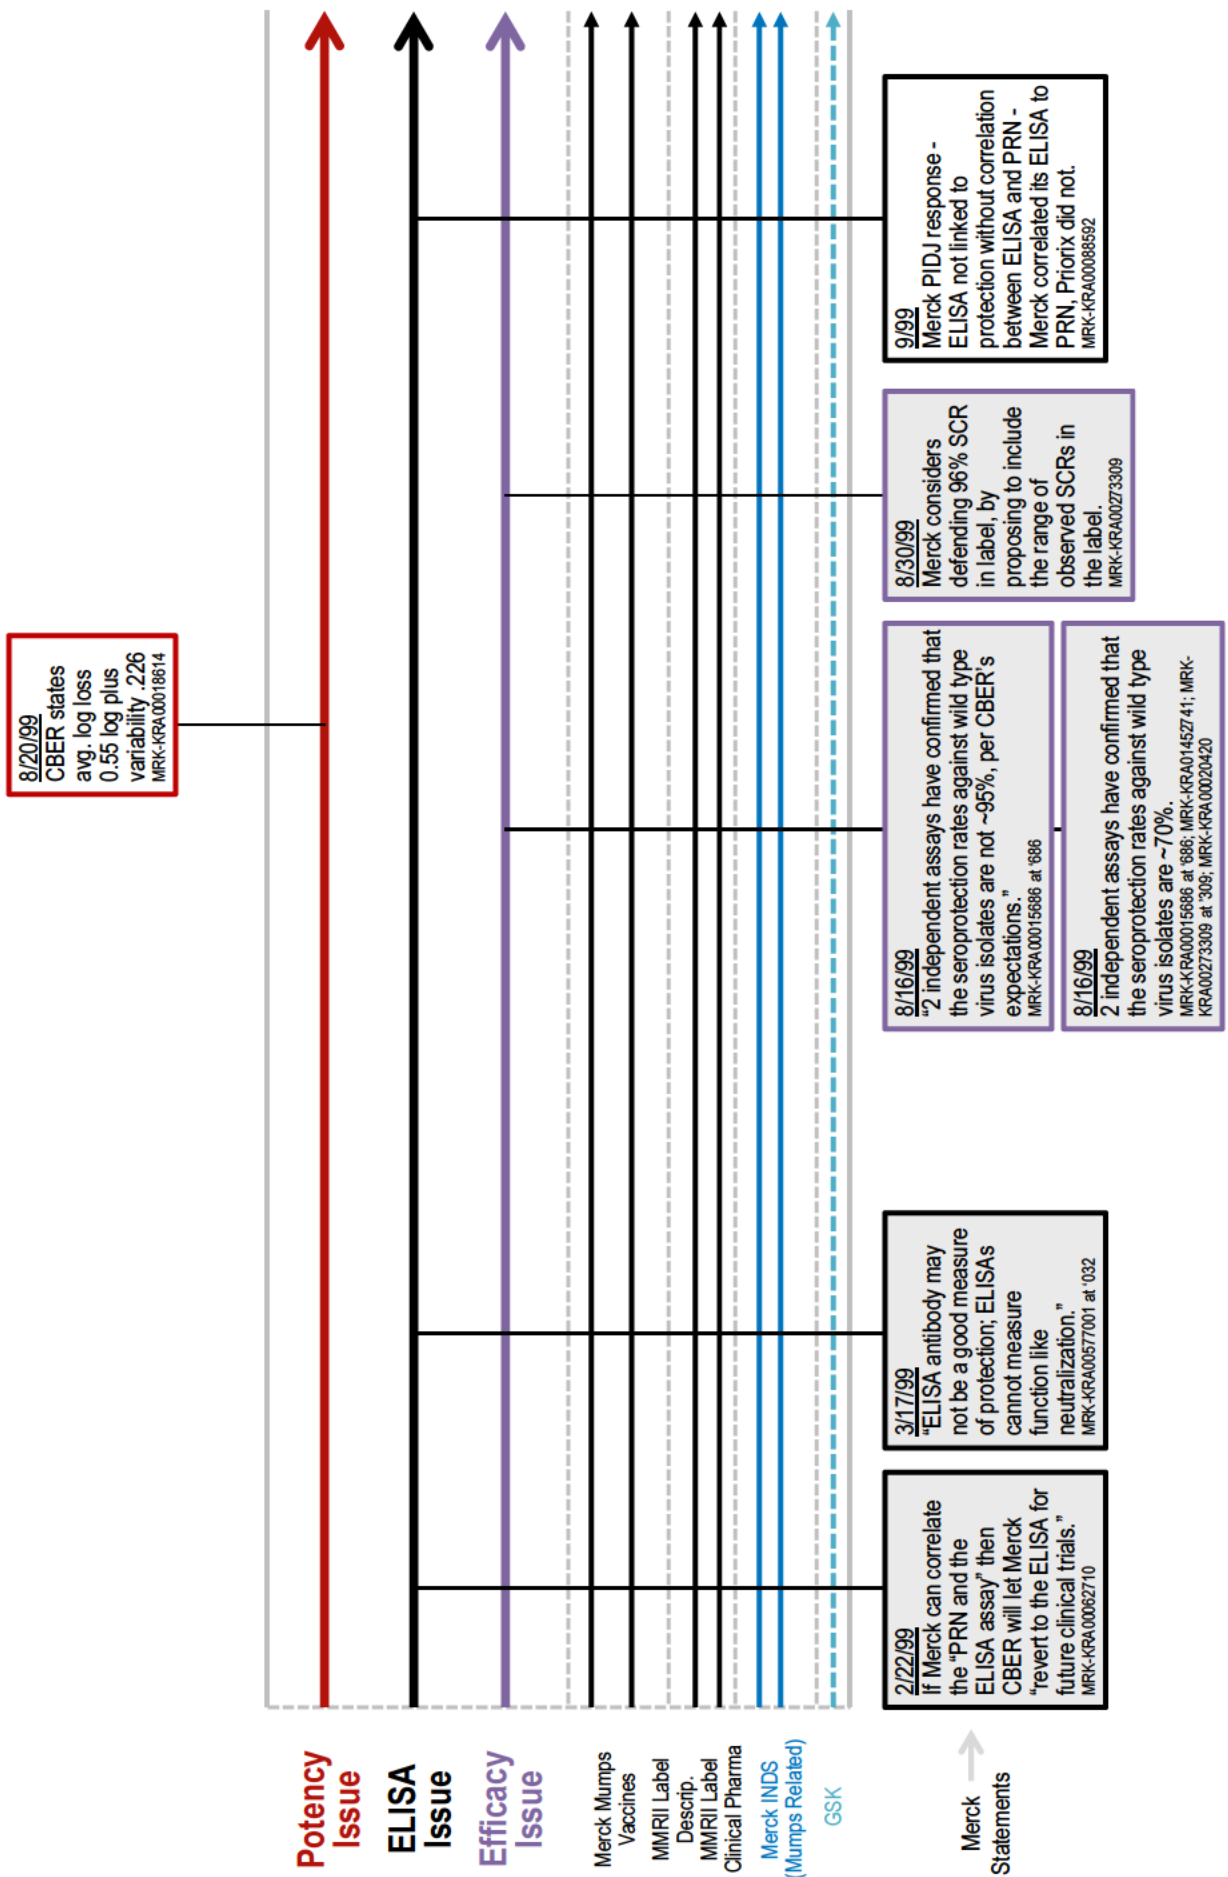 8/20/99
CBER states
avg. log loss
0.55 log plus
variability .226
MRK-KRA00018614
Potency
Issue
ELISA
Issue
Efficacy
Issue
Merck Mumps
Vaccines
MMRII Label
Descrip.
MMRII Label
Clinical Pharma
Merck INDS
(Mumps Related)
GSK
Merck
Statements
2/22/99
If Merck can correlate
the “PRN and the
ELISA assay” then
CBER will let Merck
“revert to the ELISA for
future clinical trials.”
MRK-KRA00062710
3/17/99
“ELISA antibody may
not be a good measure
of protection; ELISAs
cannot measure
function like
neutralization.”
MRK-KRA00577001 at ‘032
8/16/99
“2 independent assays have confirmed that
the seroprotection rates against wild type
virus isolates are not ~95%, per CBER’s
expectations.”
MRK-KRA00015686 at ‘686
8/16/99
2 independent assays have confirmed that
the seroprotection rates against wild type
virus isolates are ~70%.
MRK-KRA00015686 at ‘686; MRK-KRA01452741; MRK-
KRA00273309 at ‘309; MRK-KRA00020420
8/30/99
Merck considers
defending 96% SCR
in label, by
proposing to include
the range of
observed SCRs in
the label.
MRK-KRA00273309
9/99
Merck PIDJ response -
ELISA not linked to
protection without correlation
between ELISA and PRN -
Merck correlated its ELISA to
PRN, Priorix did not.
MRK-KRA00088592